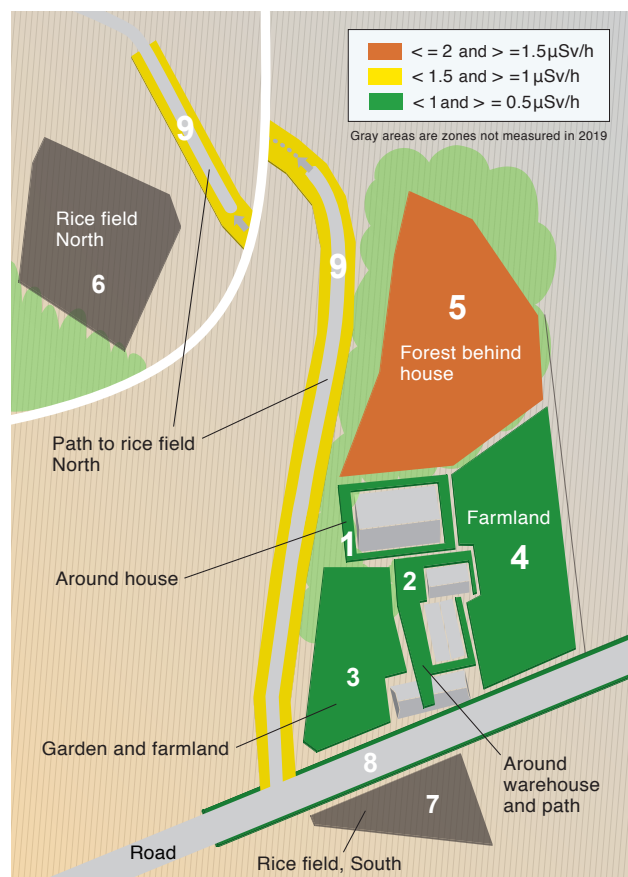 < = 2 and > =1.5µSv/h
< 1.5 and > =1µSv/h
< 1 and > = 0.5µSv/h
Gray areas are zones not measured in 2019
9
Rice field
North
6
9
5
Forest behind
house
Path to rice field
North
Farmland
4
1
2
Around house
3
Garden and farmland
8
Around
warehouse
and path
7
Road
Rice field, South